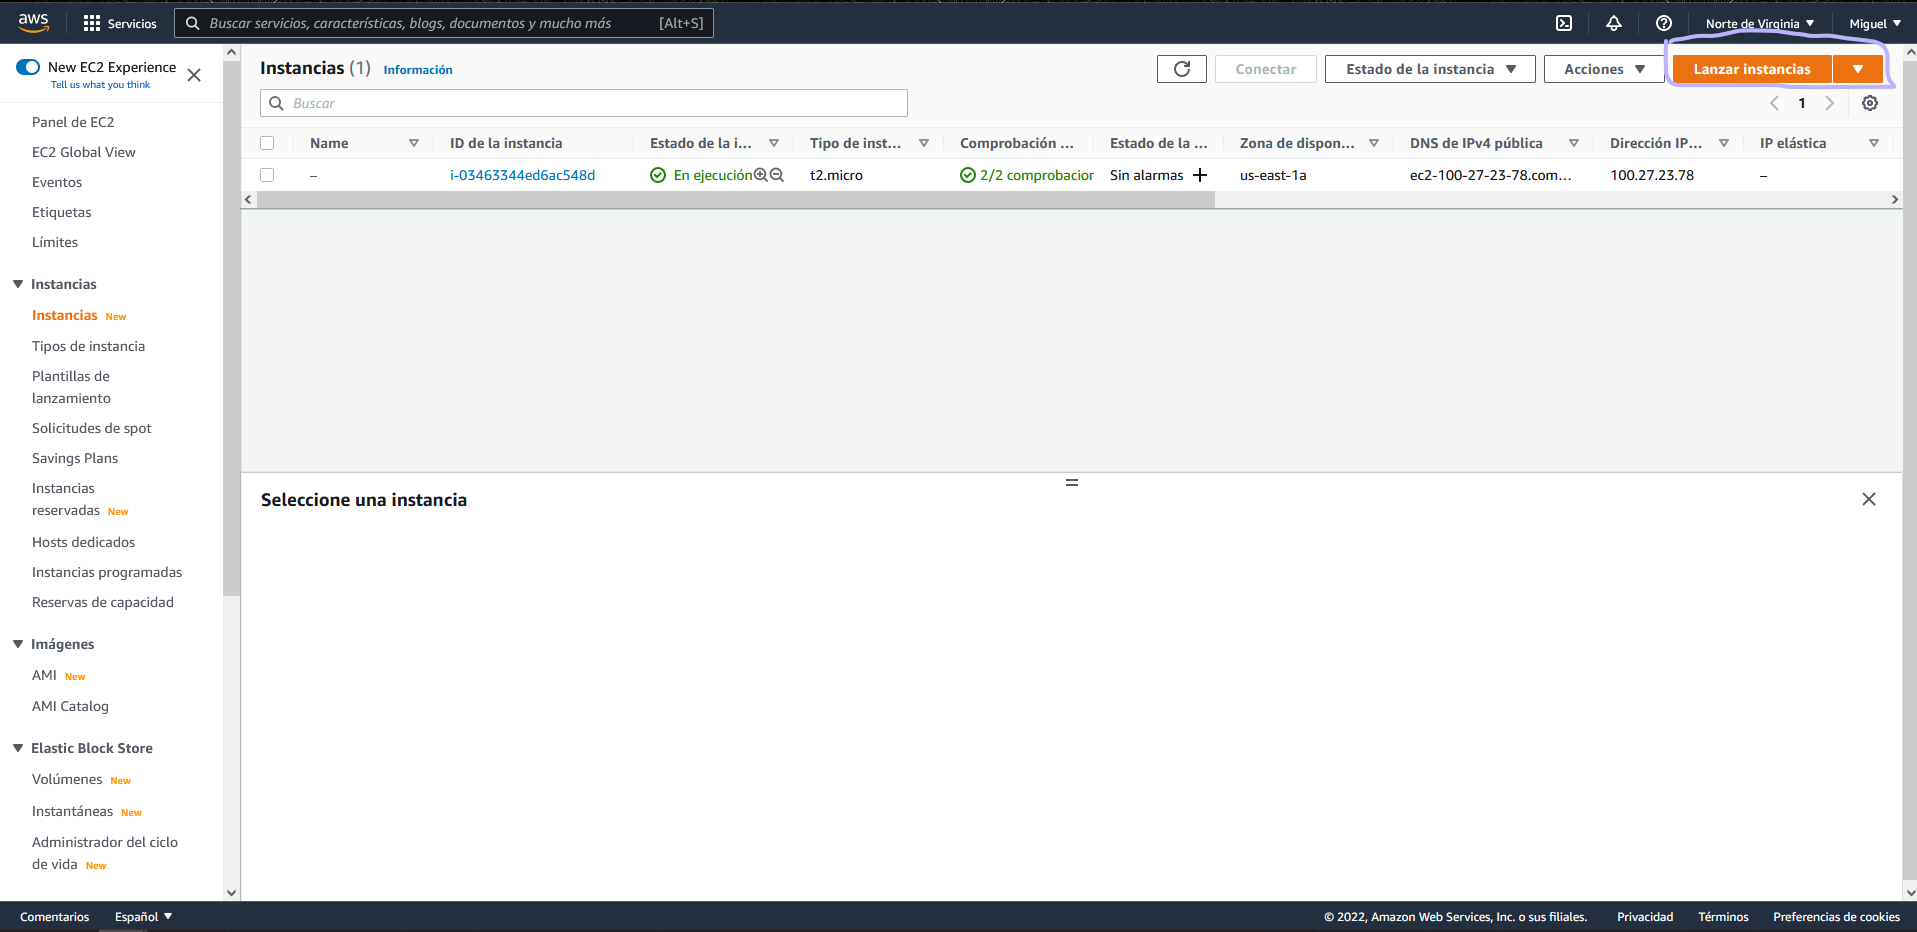 aws Servicios Buscar servicios, características, blogs, documentos y mucho más [Alt+S] Norte de Virginia Miguel
New EC2 Experience
Tell us what you think
Panel de EC2
EC2 Global View
Eventos
Etiquetas
Límites
Instancias
Instancias New
Tipos de instancia
Plantillas de
lanzamiento
Solicitudes de spot
Savings Plans
Instancias
reservadas New
Hosts dedicados
Instancias programadas
Reservas de capacidad
Imágenes
AMI New
AMI Catalog
Elastic Block Store
Volúmenes New
Instantáneas New
Administrador del ciclo
de vida New
Instancias (1) Información Conectar Estado de la instancia Acciones Lanzar instancias
Buscar 1
Name ID de la instancia Estado de la i... Tipo de inst... Comprobación ... Estado de la ... Zona de dispon... DNS de IPv4 pública Dirección IP... IP elástica
– i-03463344ed6ac548d En ejecución t2.micro 2/2 comprobacior Sin alarmas us-east-1a ec2-100-27-23-78.com... 100.27.23.78 –
Seleccione una instancia
Comentarios Español © 2022, Amazon Web Services, Inc. o sus filiales. Privacidad Términos Preferencias de cookies